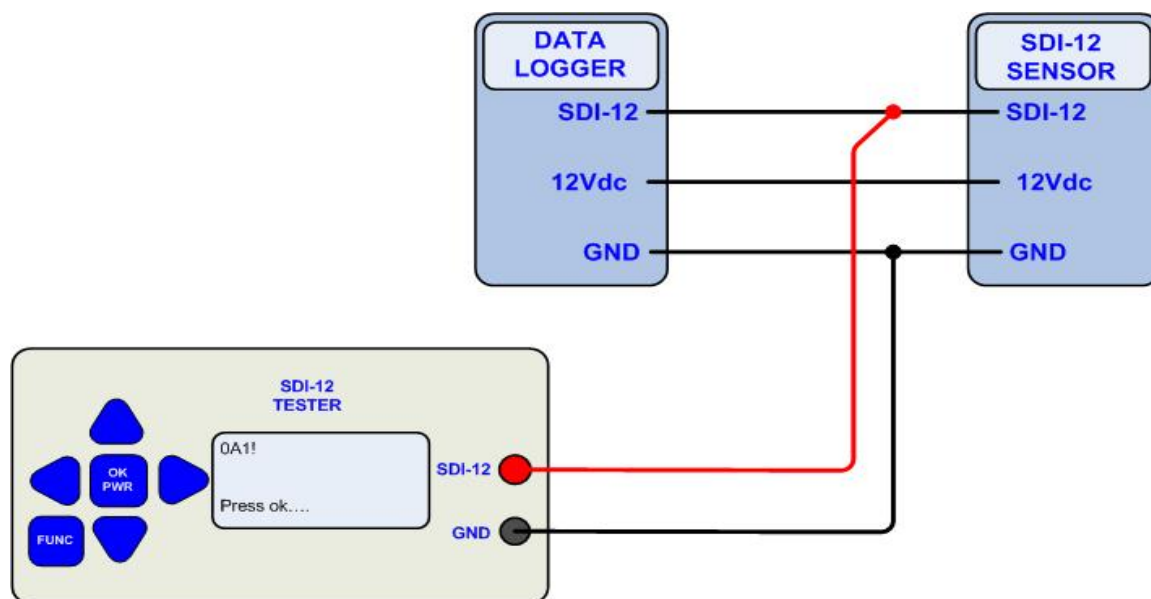 DATA
LOGGER
SDI-12
SENSOR
SDI-12
SDI-12
12Vdc
12Vdc
GND
GND
SDI-12
TESTER
0A1!
Press ok....
OK
PWR
FUNC
SDI-12
GND